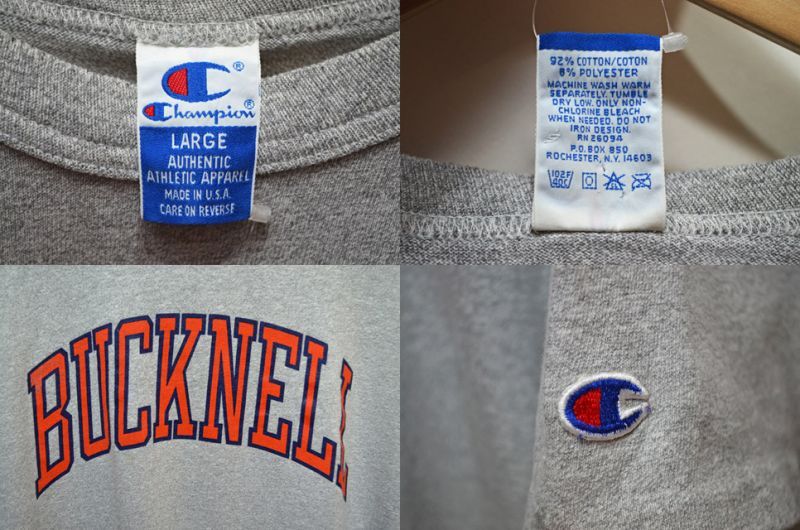 Champion®
LARGE
AUTHENTIC
ATHLETIC APPAREL
MADE IN U.S.A.
CARE ON REVERSE
92% COTTON/COTON
8% POLYESTER
MACHINE WASH WARM
SEPARATELY. TUMBLE
DRY LOW. ONLY NON-
CHLORINE BLEACH
WHEN NEEDED. DO NOT
IRON DESIGN.
RN 26094
P.O. BOX 850
ROCHESTER, N.Y. 14603
102F
40C
BUCKNELL